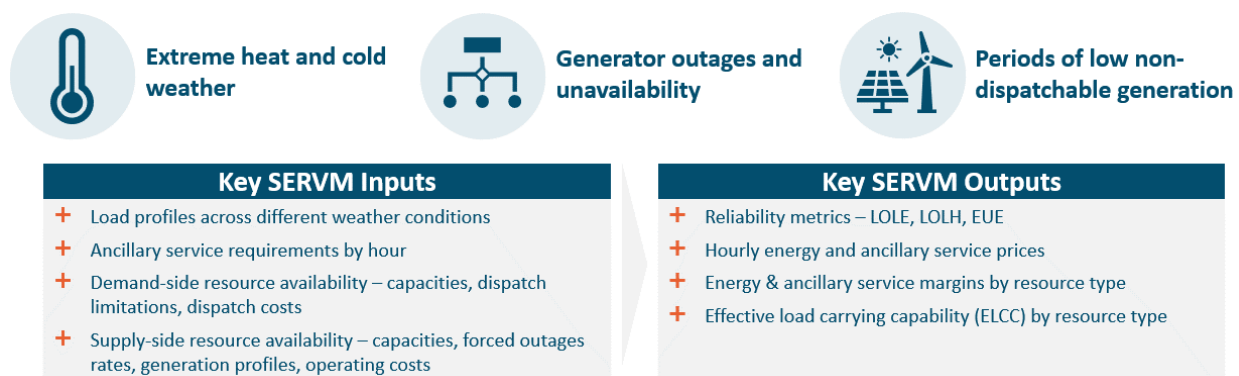 Extreme heat and cold
weather
Generator outages and
unavailability
Periods of low non-
dispatchable generation
Key SERVM Inputs
+ Load profiles across different weather conditions
+ Ancillary service requirements by hour
+ Demand-side resource availability – capacities, dispatch
limitations, dispatch costs
+ Supply-side resource availability – capacities, forced outages
rates, generation profiles, operating costs
Key SERVM Outputs
+ Reliability metrics – LOLE, LOLH, EUE
+ Hourly energy and ancillary service prices
+ Energy & ancillary service margins by resource type
+ Effective load carrying capability (ELCC) by resource type